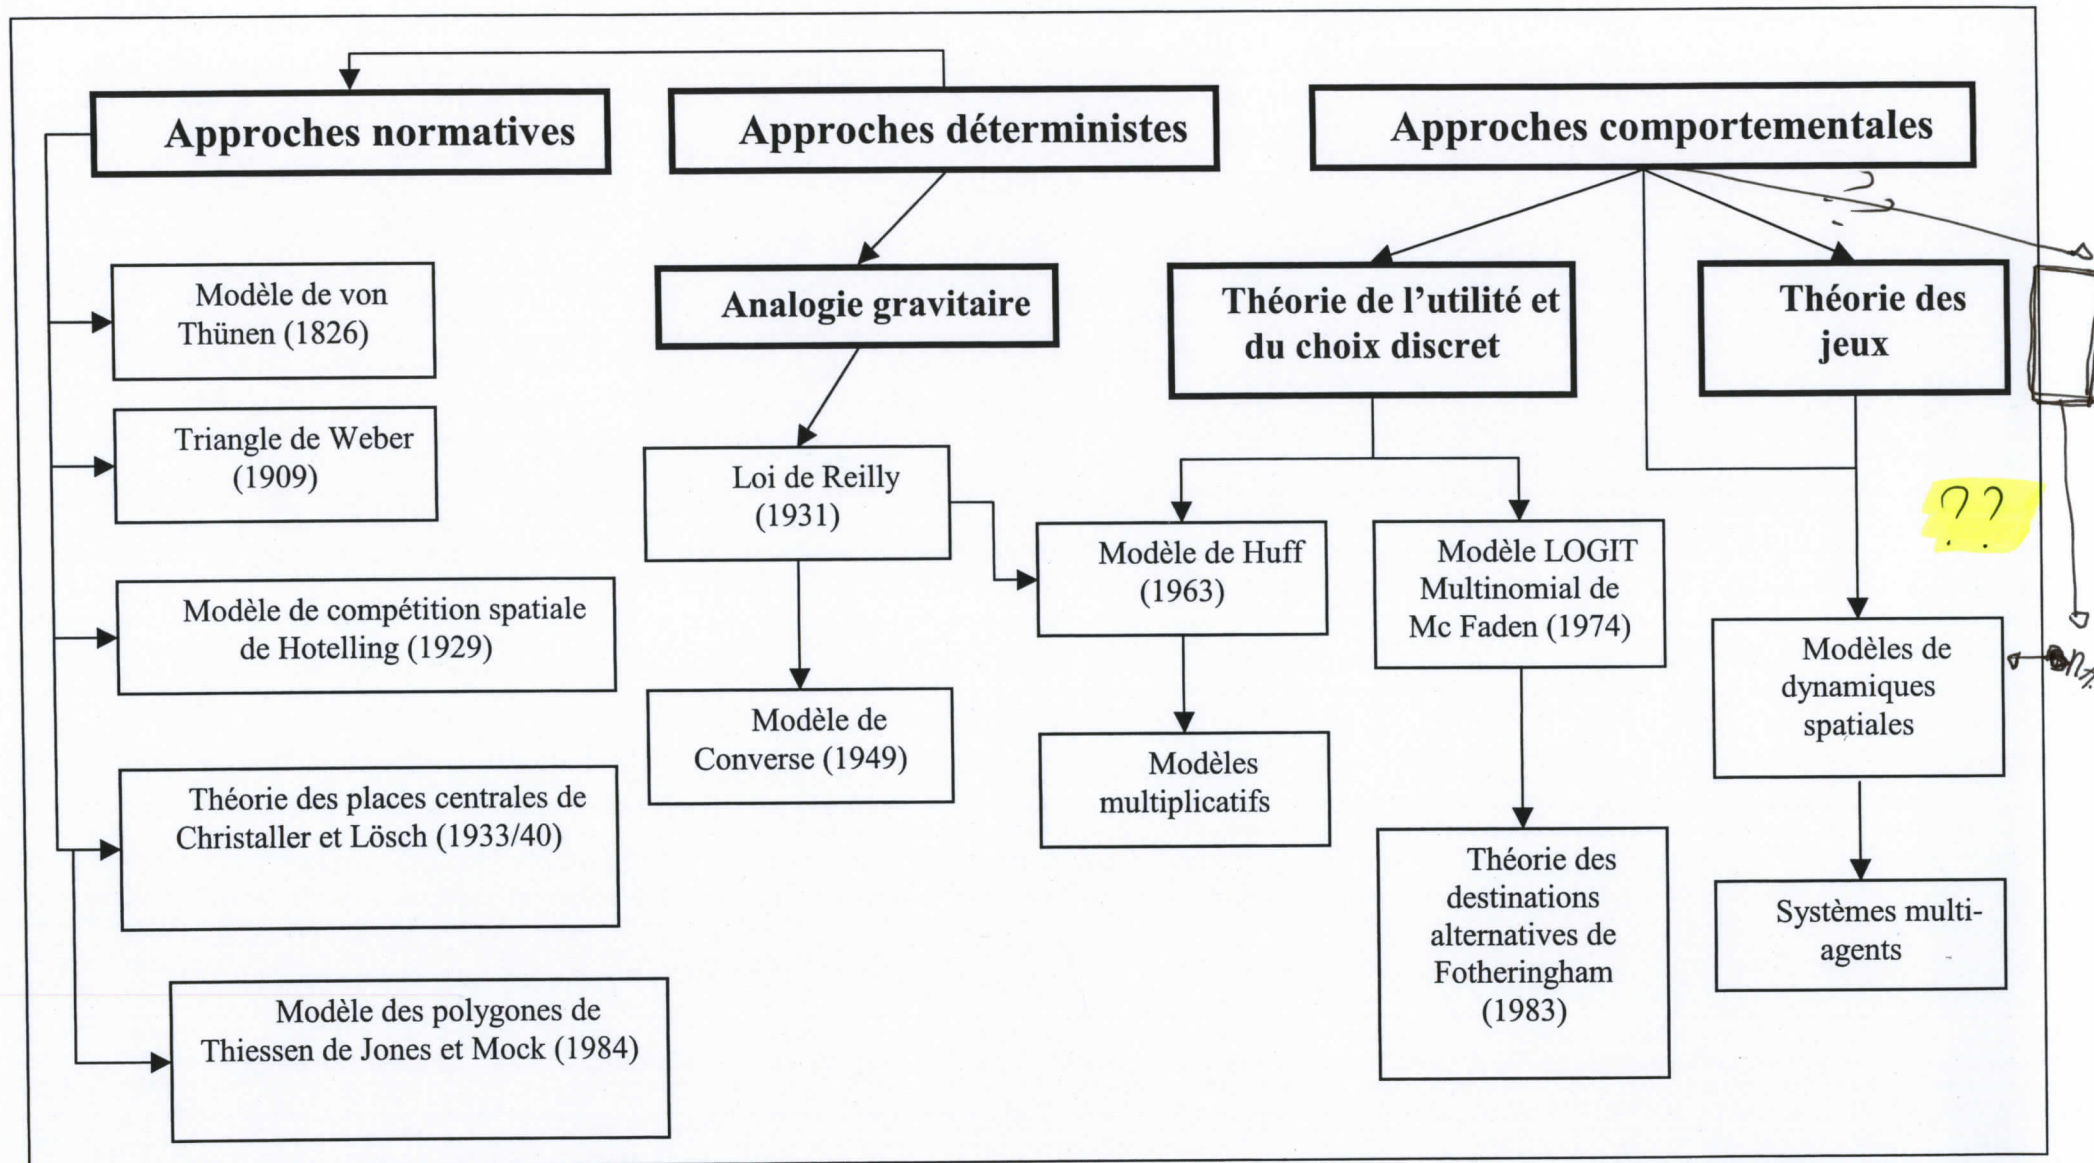 Approches normatives
Approches déterministes
Approches comportementales
Modèle de von
Thünen (1826)
Triangle de Weber
(1909)
Modèle de compétition spatiale
de Hotelling (1929)
Théorie des places centrales de
Christaller et Lösch (1933/40)
Modèle des polygones de
Thiessen de Jones et Mock (1984)
Analogie gravitaire
Loi de Reilly
(1931)
Modèle de
Converse (1949)
Théorie de l’utilité et
du choix discret
Modèle de Huff
(1963)
Modèles
multiplicatifs
Modèle LOGIT
Multinomial de
Mc Faden (1974)
Théorie des
destinations
alternatives de
Fotheringham
(1983)
Théorie des
jeux
??
Modèles de
dynamiques
spatiales
Systèmes multi-
agents